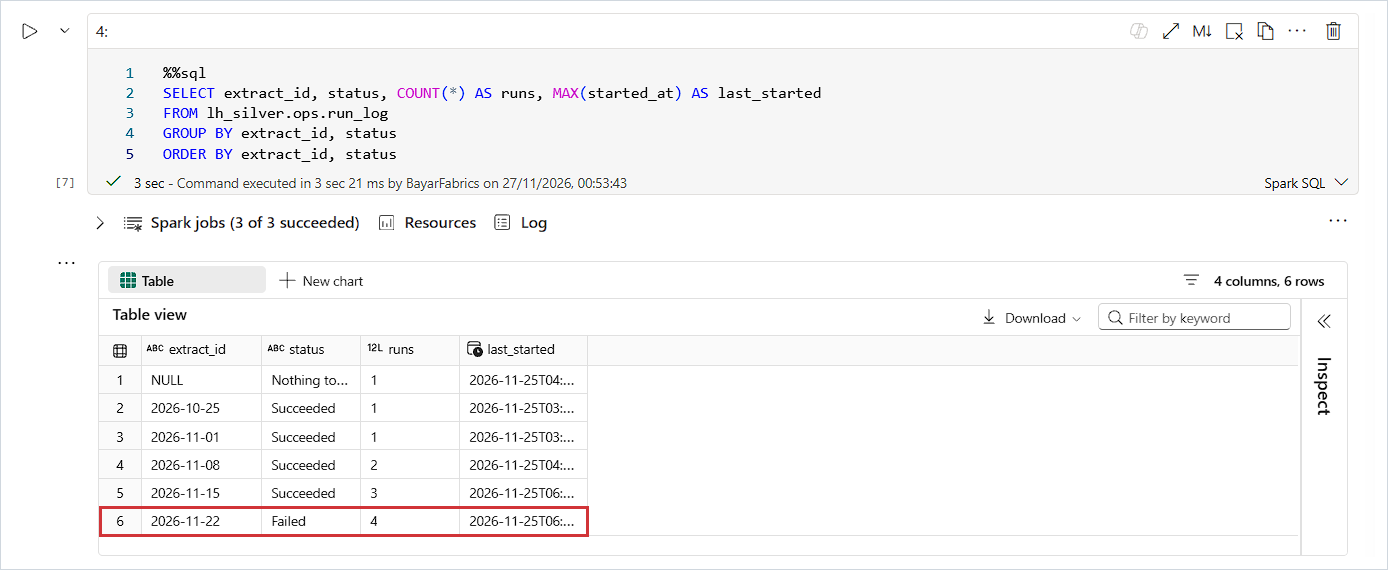 4:
M↓
1 %%sql
2 SELECT extract_id, status, COUNT(*) AS runs, MAX(started_at) AS last_started
3 FROM lh_silver.ops.run_log
4 GROUP BY extract_id, status
5 ORDER BY extract_id, status
[7] 3 sec - Command executed in 3 sec 21 ms by BayarFabrics on 27/11/2026, 00:53:43 Spark SQL
Spark jobs (3 of 3 succeeded) Resources Log
Table New chart 4 columns, 6 rows
Table view Download Filter by keyword
ABC extract_id ABC status 12L runs last_started
1 NULL Nothing to... 1 2026-11-25T04:...
2 2026-10-25 Succeeded 1 2026-11-25T03:...
3 2026-11-01 Succeeded 1 2026-11-25T03:...
4 2026-11-08 Succeeded 2 2026-11-25T04:...
5 2026-11-15 Succeeded 3 2026-11-25T06:...
6 2026-11-22 Failed 4 2026-11-25T06:...
Inspect